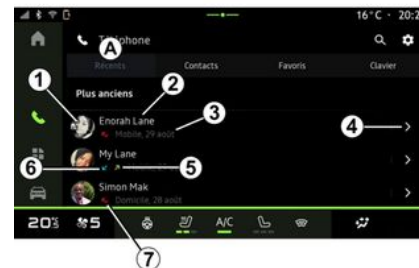 16°C · 20:2
Téléphone
A
Récents Contacts Favoris Clavier
Plus anciens
1 2 3 4
Enorah Lane
Mobile, 29 août
My Lane
6 5
Simon Mak
Domicile, 28 août
20 5 A/C
7